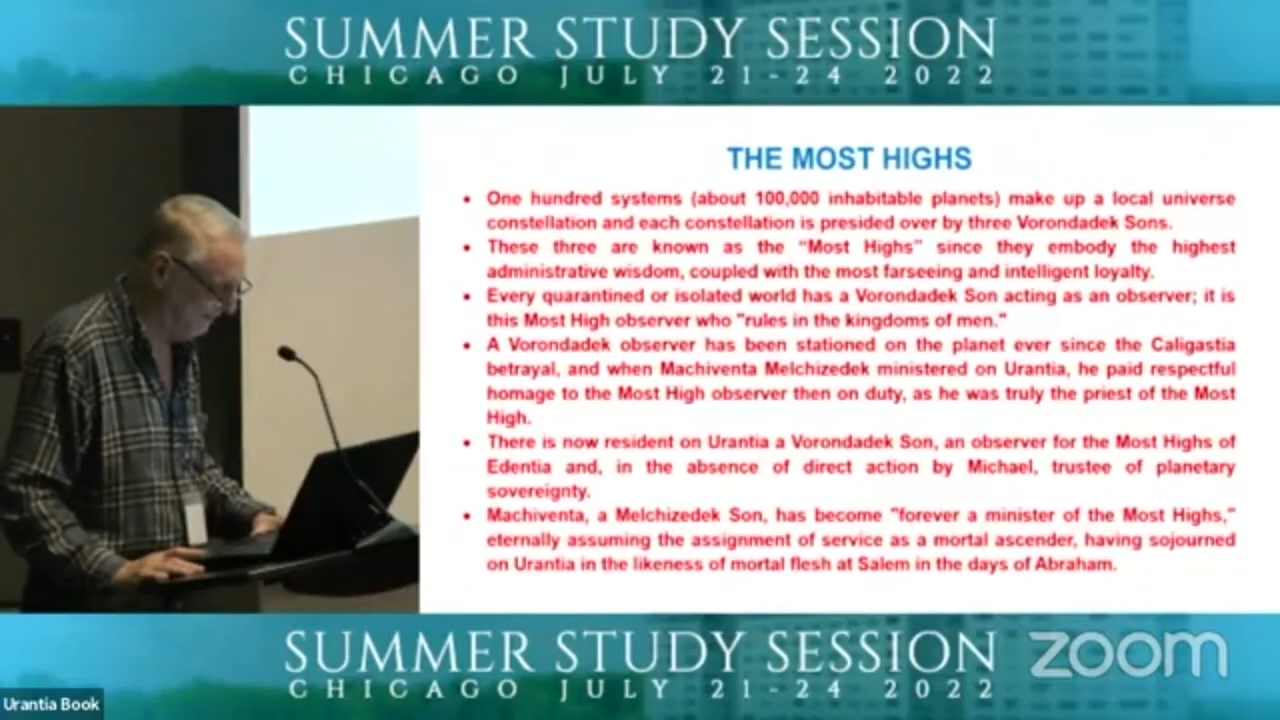 SUMMER STUDY SESSION
CHICAGO JULY 21-24 2022
THE MOST HIGHS
• One hundred systems (about 100,000 inhabitable planets) make up a local universe
constellation and each constellation is presided over by three Vorondadek Sons.
• These three are known as the “Most Highs” since they embody the highest
administrative wisdom, coupled with the most farseeing and intelligent loyalty.
• Every quarantined or isolated world has a Vorondadek Son acting as an observer; it is
this Most High observer who "rules in the kingdoms of men."
• A Vorondadek observer has been stationed on the planet ever since the Caligastia
betrayal, and when Machiventa Melchizedek ministered on Urantia, he paid respectful
homage to the Most High observer then on duty, as he was truly the priest of the Most
High.
• There is now resident on Urantia a Vorondadek Son, an observer for the Most Highs of
Edentia and, in the absence of direct action by Michael, trustee of planetary
sovereignty.
• Machiventa, a Melchizedek Son, has become "forever a minister of the Most Highs,"
eternally assuming the assignment of service as a mortal ascender, having sojourned
on Urantia in the likeness of mortal flesh at Salem in the days of Abraham.
SUMMER STUDY SESSION
CHICAGO JULY 21-24 2022
zoom
Urantia Book